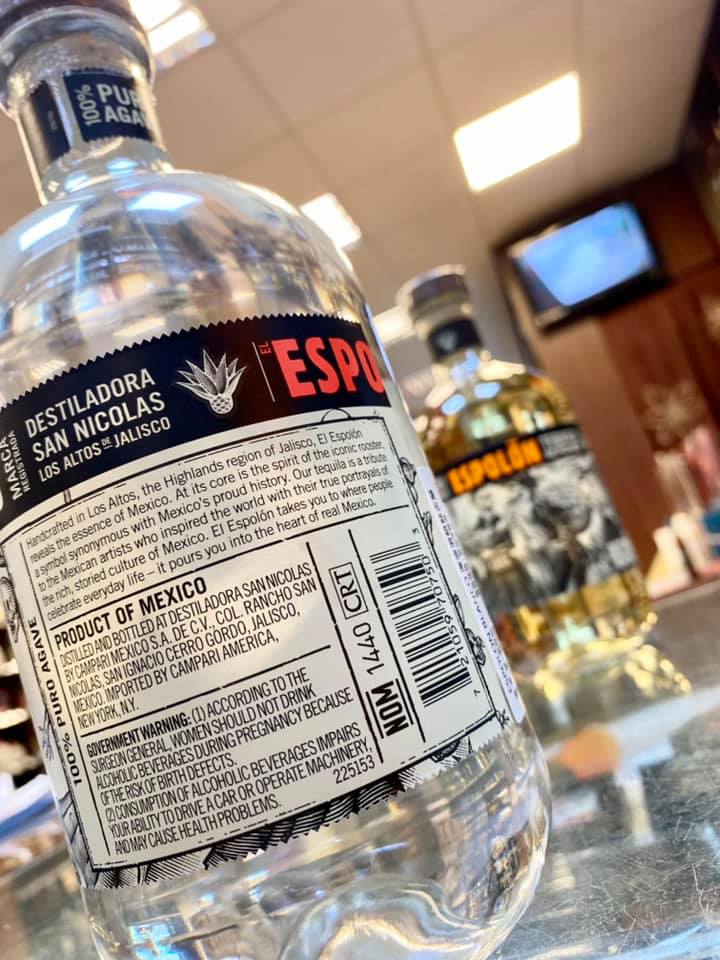 100% PURO
AGAVE
MARCA
REGISTRADA
DESTILADORA
SAN NICOLAS
LOS ALTOS DE JALISCO
EL
ESPO
Handcrafted in Los Altos, the Highlands region of Jalisco, El Espolòn
reveals the essence of Mexico. At its core is the spirit of the iconic rooster,
a symbol synonymous with Mexico's proud history. Our tequila is a tribute
to the Mexican artists who inspired the world with their true portrayals of
the rich, storied culture of Mexico. El Espolòn takes you to where people
celebrate everyday life – it pours you into the heart of real Mexico.
100% PURO AGAVE
PRODUCT OF MEXICO
DISTILLED AND BOTTLED AT DESTILADORA SAN NICOLAS
BY CAMPARI MEXICO S.A. DE C.V., COL. RANCHO SAN
NICOLAS, SAN IGNACIO CERRO GORDO, JALISCO,
MEXICO. IMPORTED BY CAMPARI AMERICA,
NEW YORK, N.Y.
GOVERNMENT WARNING: (1) ACCORDING TO THE
SURGEON GENERAL, WOMEN SHOULD NOT DRINK
ALCOHOLIC BEVERAGES DURING PREGNANCY BECAUSE
OF THE RISK OF BIRTH DEFECTS.
(2) CONSUMPTION OF ALCOHOLIC BEVERAGES IMPAIRS
YOUR ABILITY TO DRIVE A CAR OR OPERATE MACHINERY,
AND MAY CAUSE HEALTH PROBLEMS.
225153
NOM 1440 CRT
7 21059 70750 3
ESPOLÒN